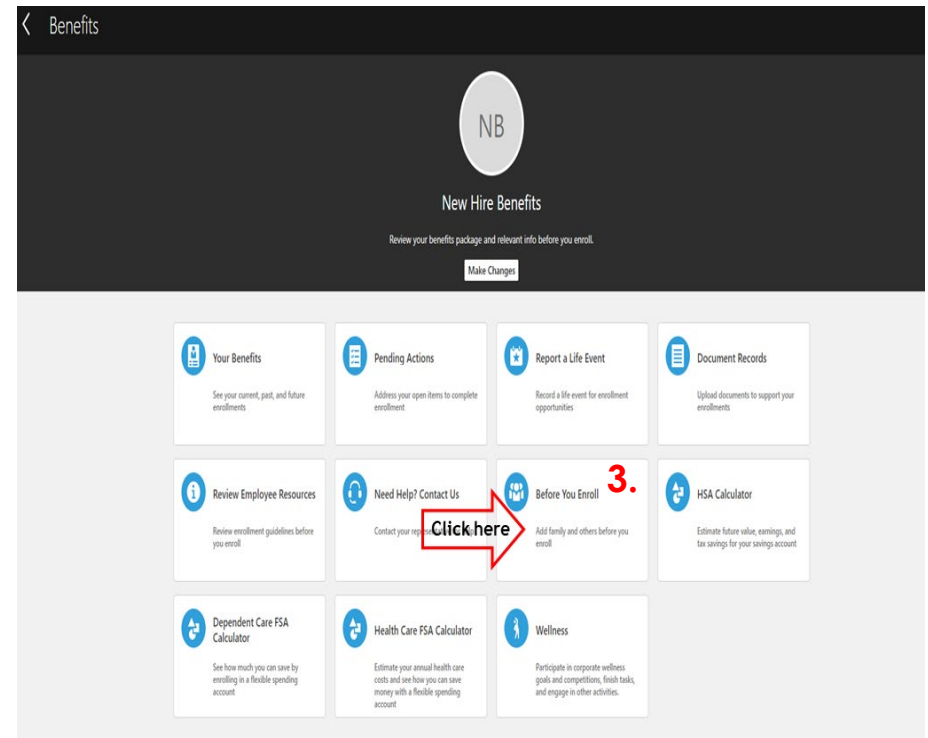 Benefits
NB
New Hire Benefits
Review your benefits package and relevant info before you enroll.
Make Changes
Your Benefits
See your current, past, and future
enrollments
Pending Actions
Address your open items to complete
enrollment
Report a Life Event
Record a life event for enrollment
opportunities
Document Records
Upload documents to support your
enrollments
Review Employee Resources
Review enrollment guidelines before
you enroll
Need Help? Contact Us
Contact your
Click here
Before You Enroll
3.
Add family and others before you
enroll
HSA Calculator
Estimate future value, earnings, and
tax savings for your savings account
Dependent Care FSA
Calculator
See how much you can save by
enrolling in a flexible spending
account
Health Care FSA Calculator
Estimate your annual health care
costs and see how you can save
money with a flexible spending
account
Wellness
Participate in corporate wellness
goals and competitions, finish tasks,
and engage in other activities.